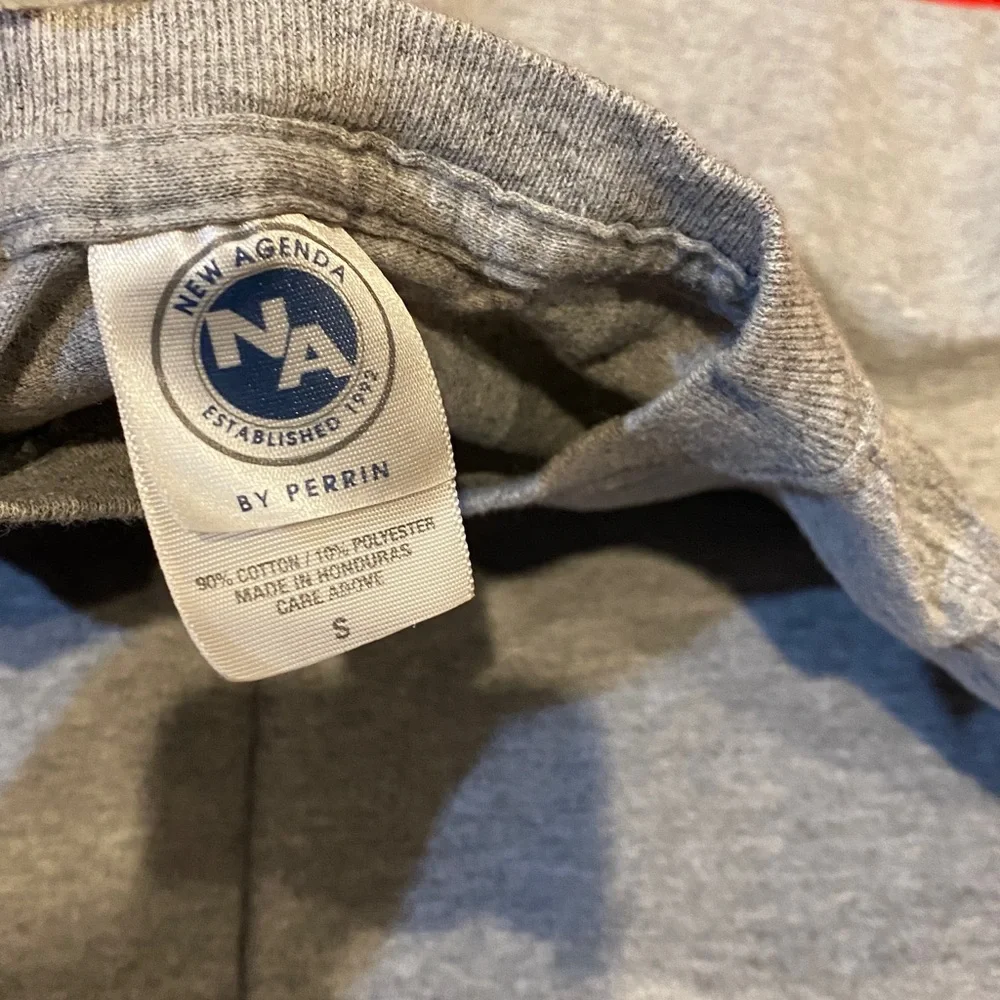 NEW AGENDA
NA
ESTABLISHED 1992
BY PERRIN
90% COTTON / 10% POLYESTER
MADE IN HONDURAS
CARE ABOVE
S